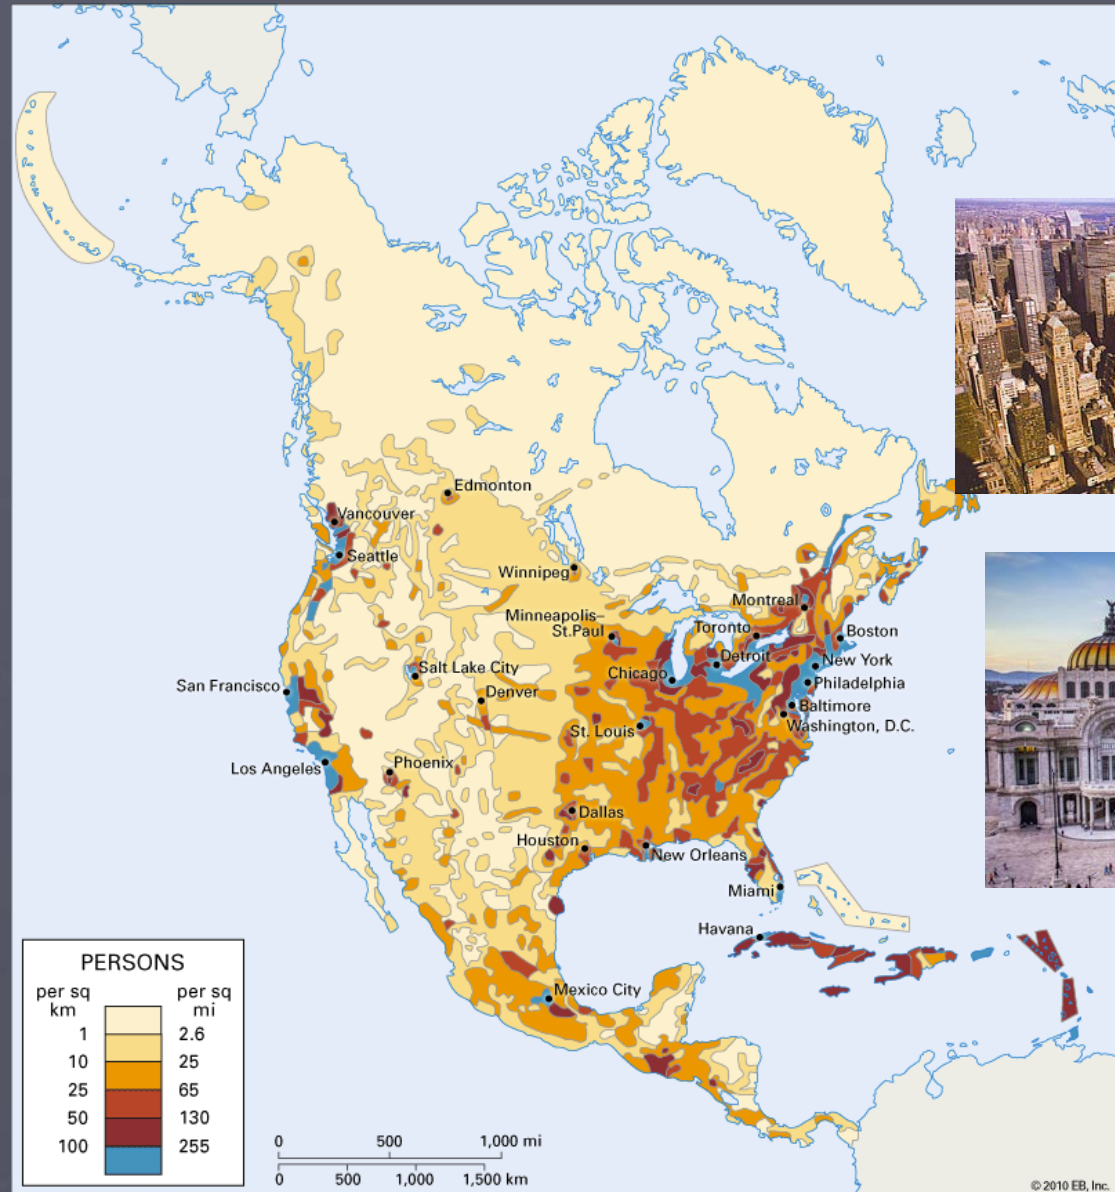 Edmonton
Vancouver
Seattle
Winnipeg
Minneapolis–
St.Paul
Montreal
Toronto
Boston
Detroit
New York
Chicago
Philadelphia
Salt Lake City
San Francisco
Denver
Baltimore
Washington, D.C.
St. Louis
Los Angeles
Phoenix
Dallas
Houston
New Orleans
Miami
Havana
Mexico City
PERSONS
per sq km
per sq mi
1 2.6
10 25
25 65
50 130
100 255
0 500 1,000 mi
0 500 1,000 1,500 km
© 2010 EB, Inc.